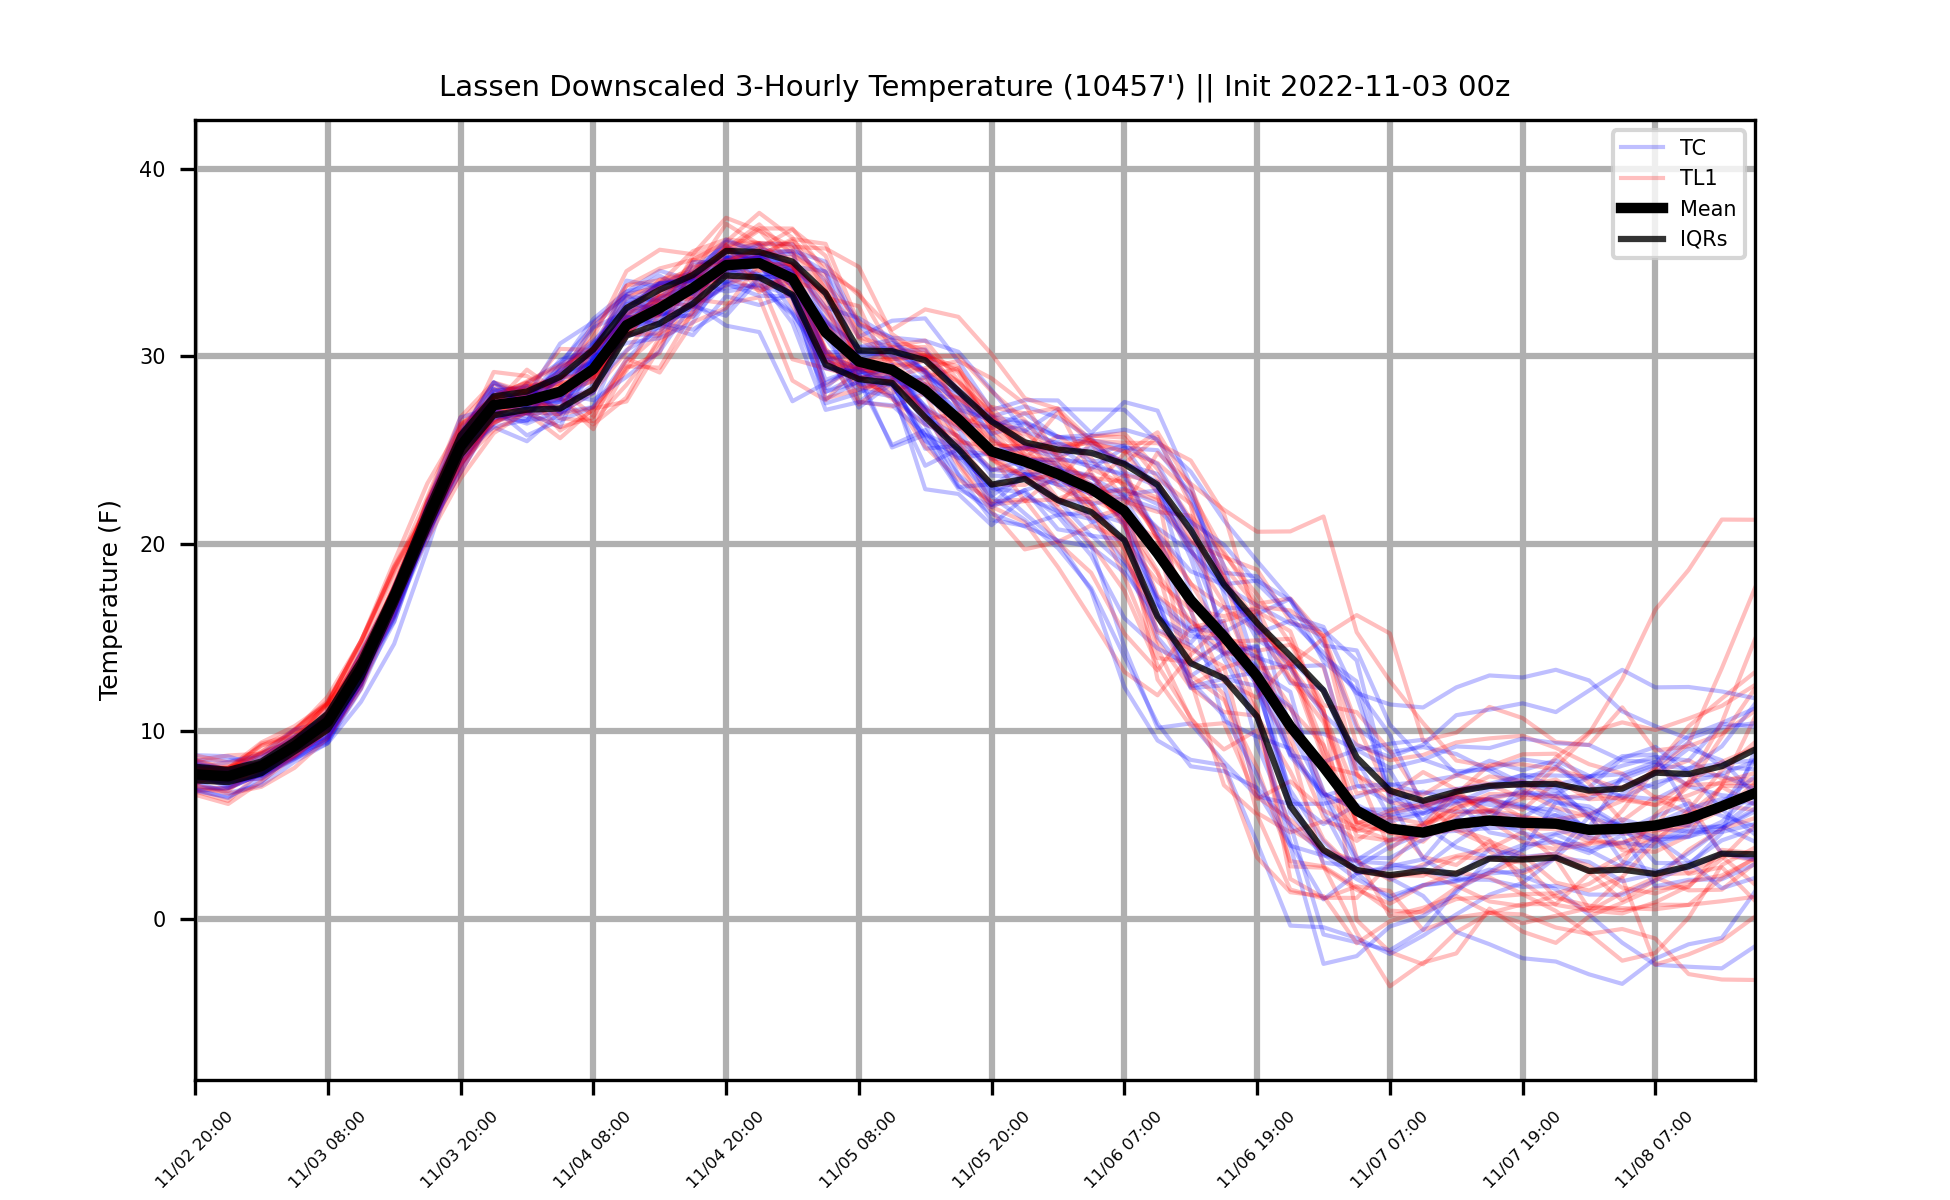 Lassen Downscaled 3-Hourly Temperature (10457') || Init 2022-11-03 00z
TC
TL1
Mean
IQRs
Temperature (F)
40
30
20
10
0
11/02 20:00
11/03 08:00
11/03 20:00
11/04 08:00
11/04 20:00
11/05 08:00
11/05 20:00
11/06 07:00
11/06 19:00
11/07 07:00
11/07 19:00
11/08 07:00